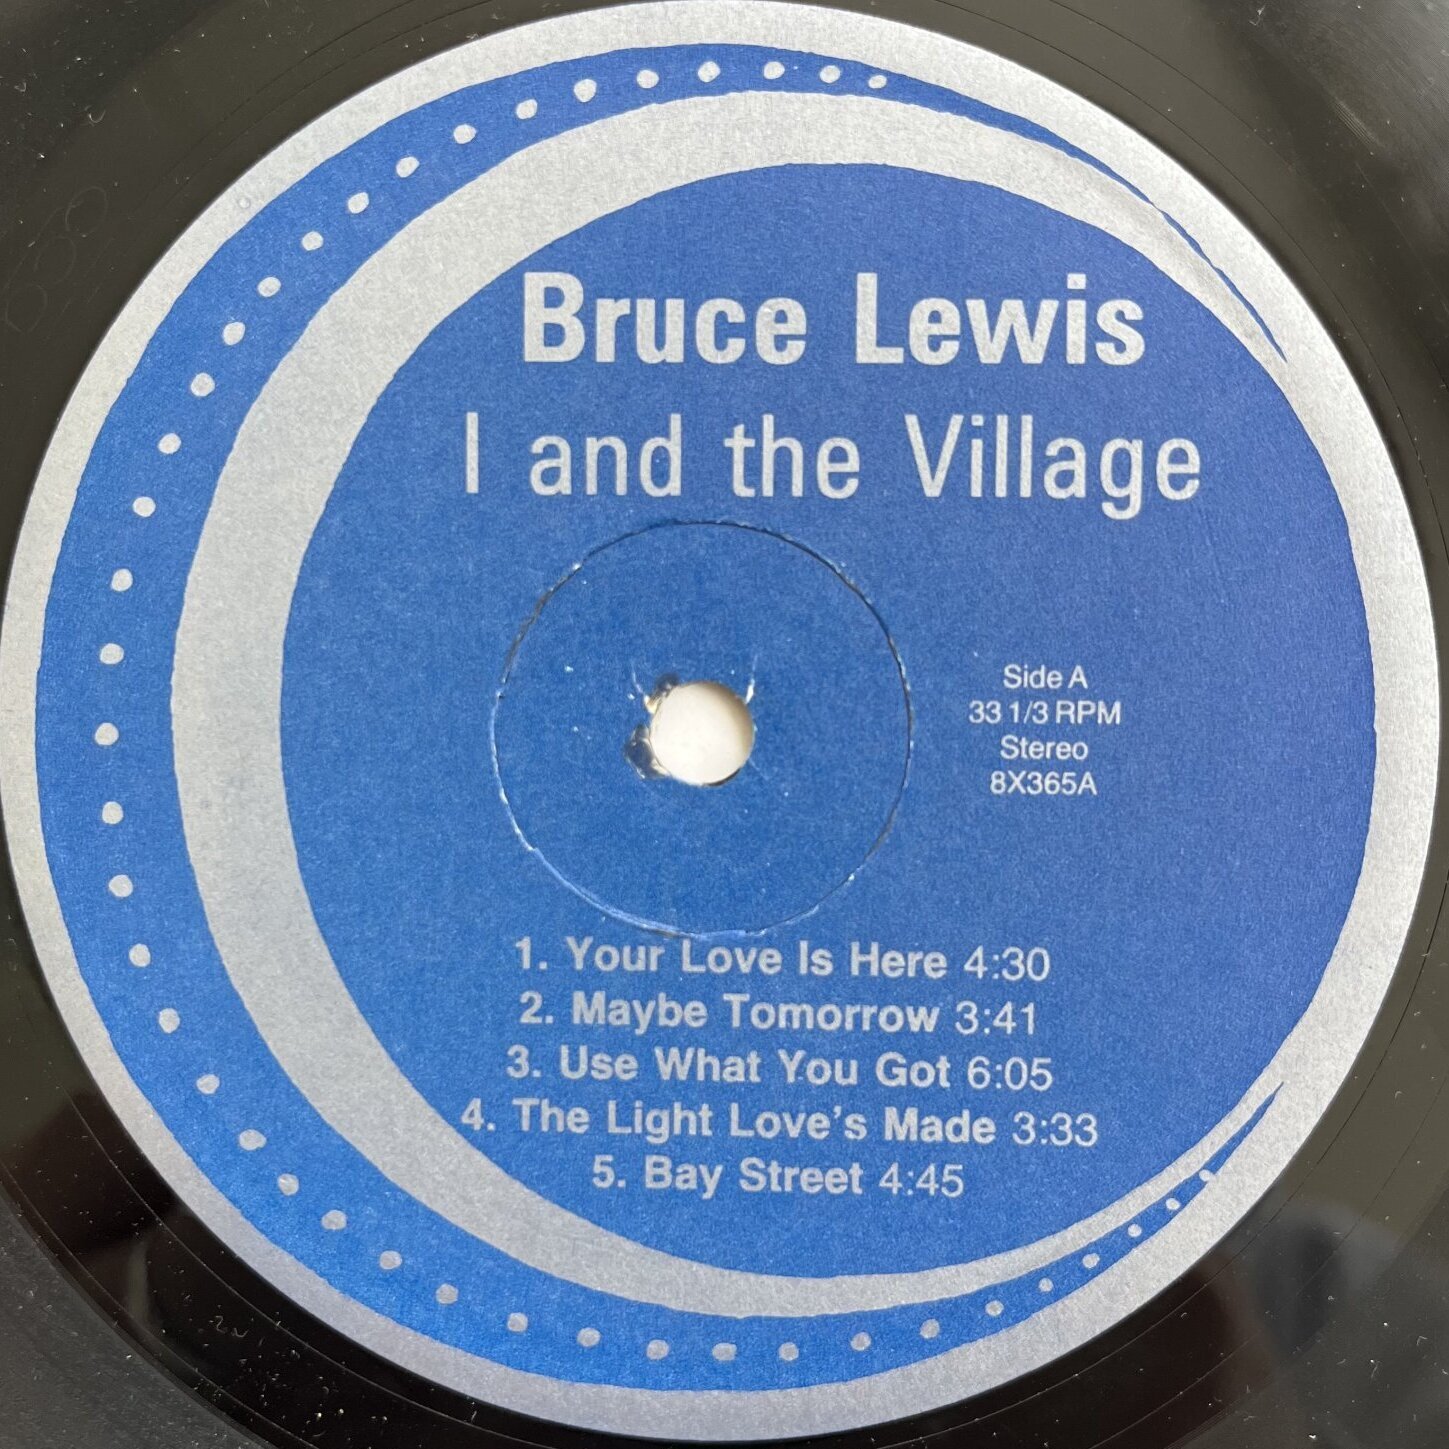 Bruce Lewis
I and the Village
Side A
33 1/3 RPM
Stereo
8X365A
1. Your Love Is Here 4:30
2. Maybe Tomorrow 3:41
3. Use What You Got 6:05
4. The Light Love's Made 3:33
5. Bay Street 4:45